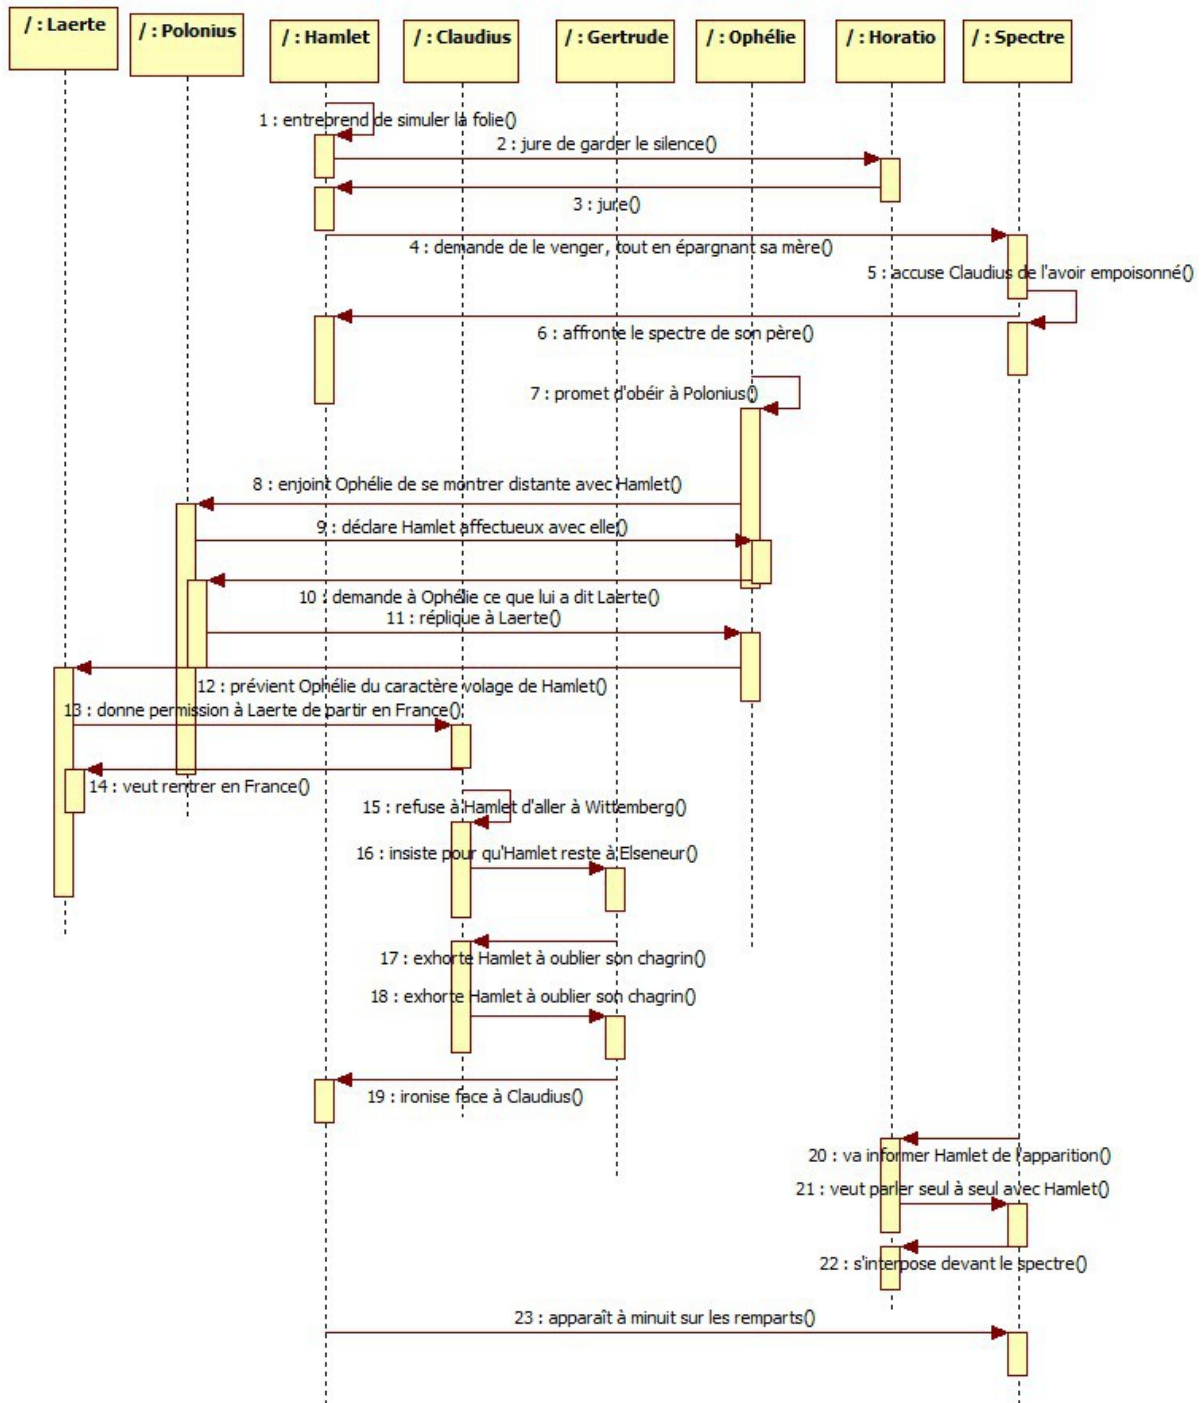 / : Laerte
/ : Polonius
/ : Hamlet
/ : Claudius
/ : Gertrude
/ : Ophélie
/ : Horatio
/ : Spectre
1 : entreprend de simuler la folie()
2 : jure de garder le silence()
3 : jure()
4 : demande de le venger, tout en épargnant sa mère()
5 : accuse Claudius de l'avoir empoisonné()
6 : affronte le spectre de son père()
7 : promet d'obéir à Polonius()
8 : enjoint Ophélie de se montrer distante avec Hamlet()
9 : déclare Hamlet affectueux avec elle()
10 : demande à Ophélie ce que lui a dit Laerte()
11 : réplique à Laerte()
12 : prévient Ophélie du caractère volage de Hamlet()
13 : donne permission à Laerte de partir en France()
14 : veut rentrer en France()
15 : refuse à Hamlet d'aller à Wittemberg()
16 : insiste pour qu'Hamlet reste à Elseneur()
17 : exhorte Hamlet à oublier son chagrin()
18 : exhorte Hamlet à oublier son chagrin()
19 : ironise face à Claudius()
20 : va informer Hamlet de l'apparition()
21 : veut parler seul à seul avec Hamlet()
22 : s'interpose devant le spectre()
23 : apparaît à minuit sur les remparts()